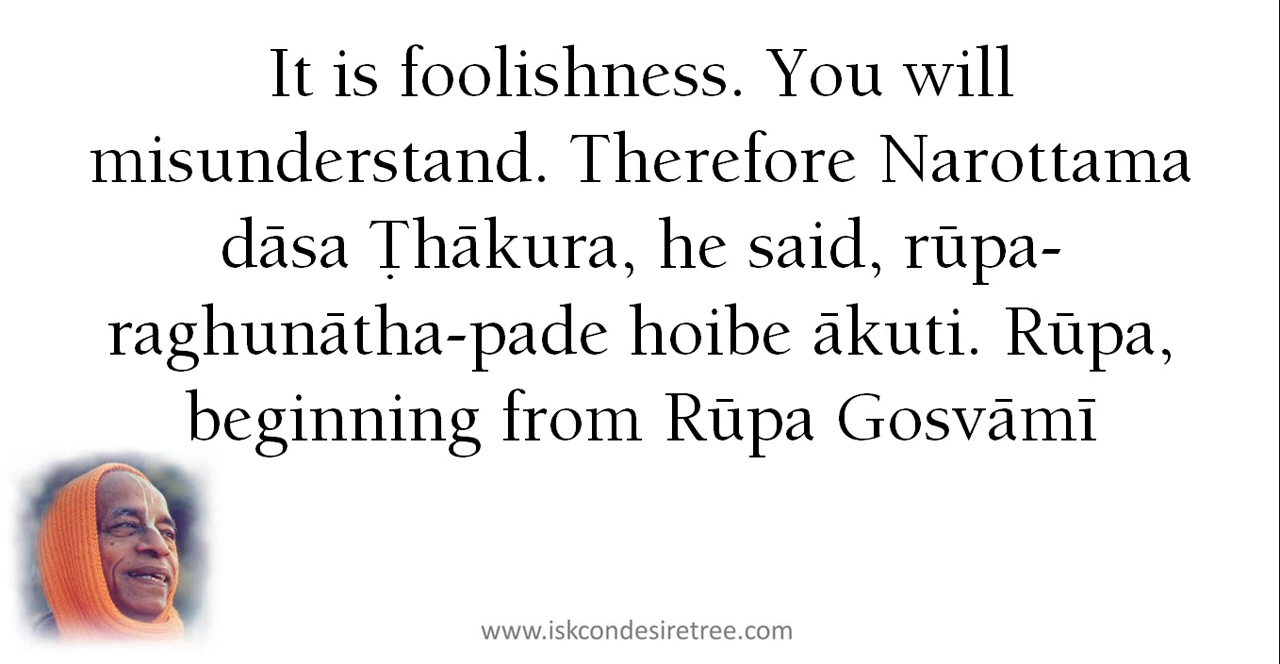 It is foolishness. You will
misunderstand. Therefore Narottama
dāsa Ṭhākura, he said, rūpa-
raghunātha-pade hoibe ākuti. Rūpa,
beginning from Rūpa Gosvāmī
www.iskcondesiretree.com